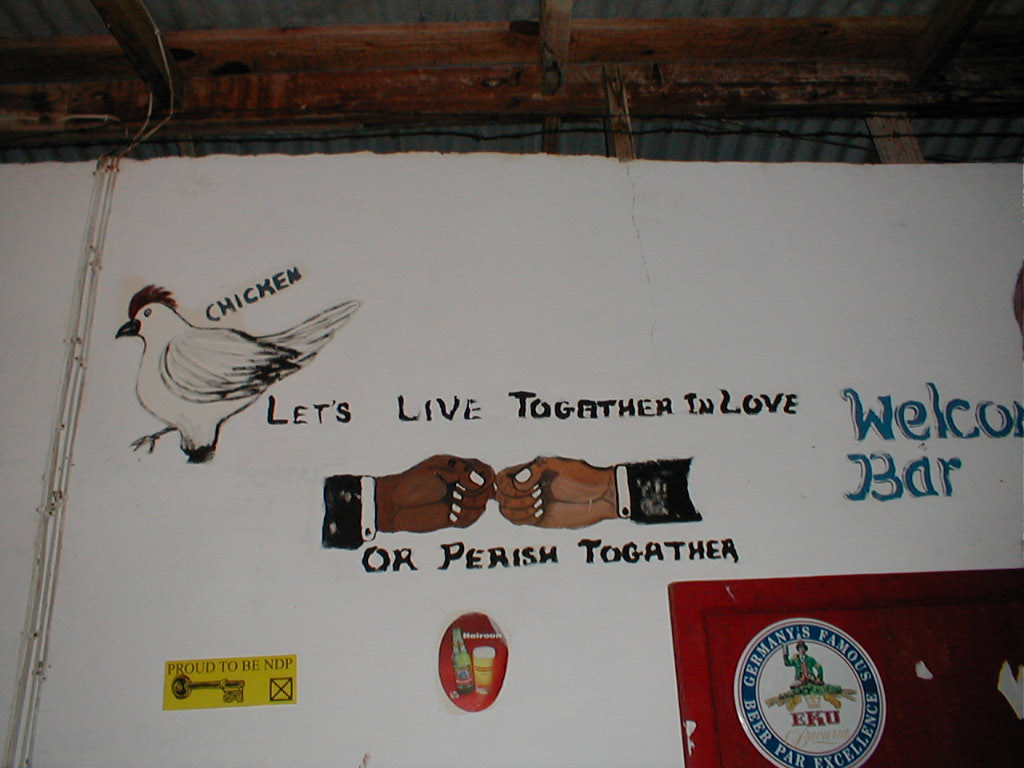 CHICKEN
LET'S LIVE TOGATHER IN LOVE
OR PERISH TOGATHER
Welco
Bar
PROUD TO BE NDP
Hairoun
GERMANY'S FAMOUS
EKU
Bavaria
BEER PAR EXCELLENCE